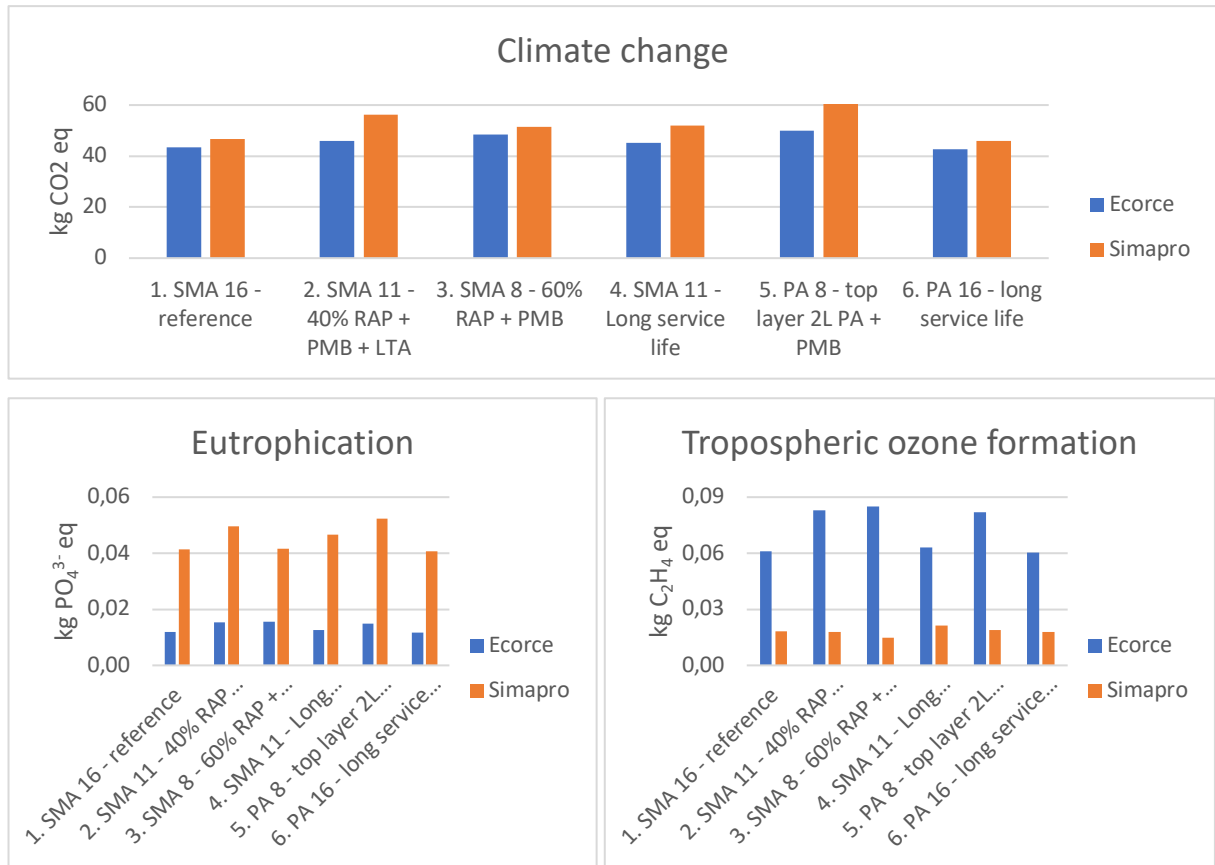 Climate change
60
40
20
0
kg CO2 eq
Ecorce
Simapro
1. SMA 16 -
reference
2. SMA 11 -
40% RAP +
PMB + LTA
3. SMA 8 - 60%
RAP + PMB
4. SMA 11 -
Long service
life
5. PA 8 - top
layer 2L PA +
PMB
6. PA 16 - long
service life
Eutrophication
0,06
0,04
0,02
0,00
kg PO₄³⁻ eq
Ecorce
Simapro
1. SMA 16 - reference
2. SMA 11 - 40% RAP...
3. SMA 8 - 60% RAP +...
4. SMA 11 - Long...
5. PA 8 - top layer 2L...
6. PA 16 - long service...
Tropospheric ozone formation
0,09
0,06
0,03
0,00
kg C₂H₄ eq
Ecorce
Simapro
1. SMA 16 - reference
2. SMA 11 - 40% RAP...
3. SMA 8 - 60% RAP +...
4. SMA 11 - Long...
5. PA 8 - top layer 2L...
6. PA 16 - long service...